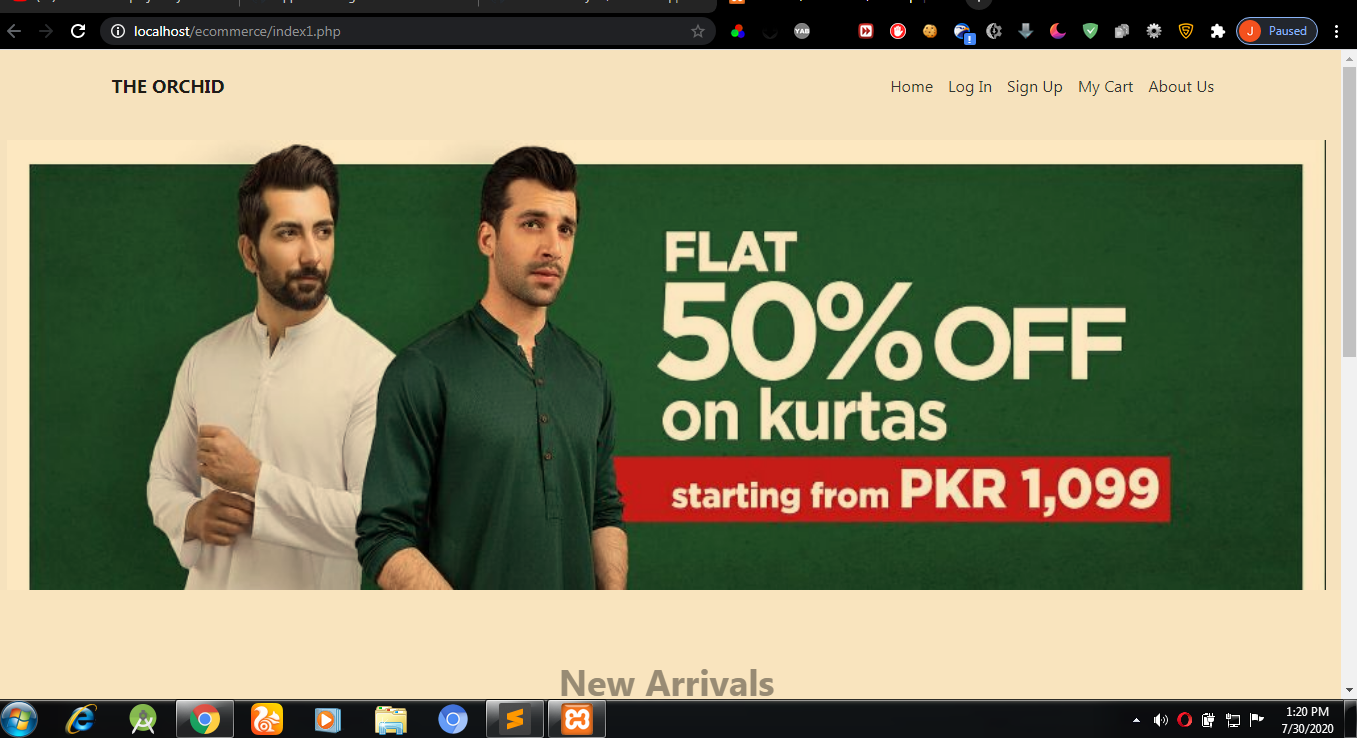 localhost/ecommerce/index1.php
YAB
J Paused
THE ORCHID
Home Log In Sign Up My Cart About Us
FLAT
50% OFF
on kurtas
starting from PKR 1,099
New Arrivals
1:20 PM
7/30/2020